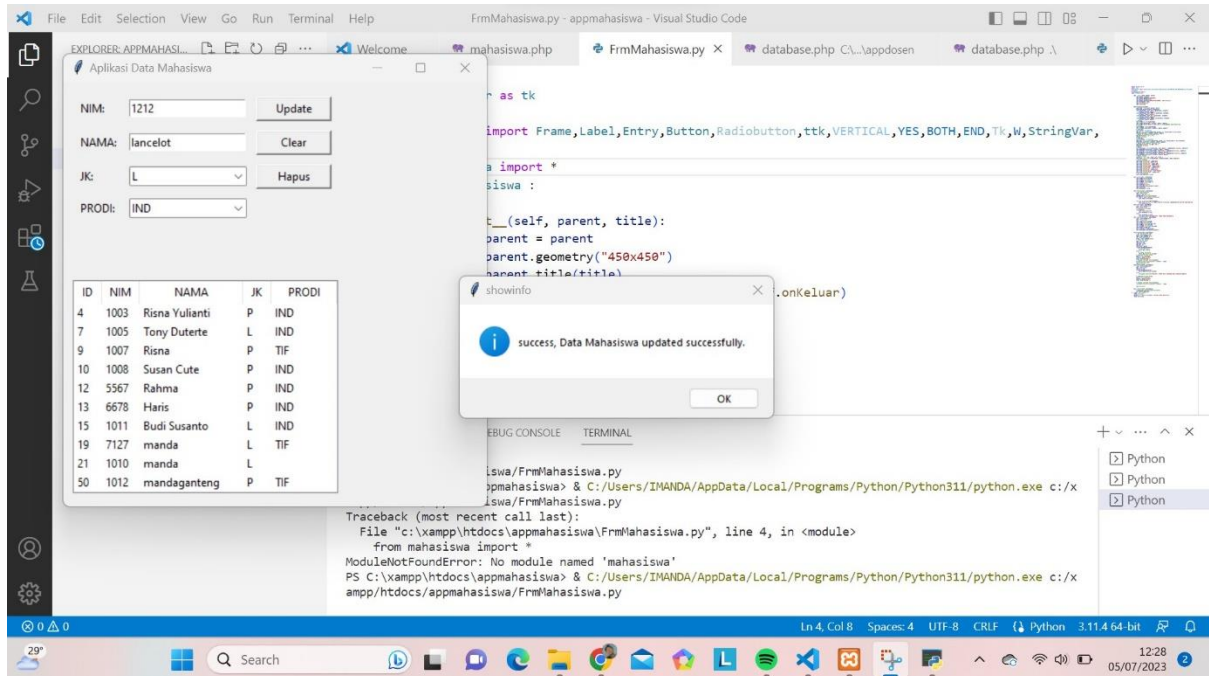 File Edit Selection View Go Run Terminal Help FrmMahasiswa.py - appmahasiswa - Visual Studio Code
EXPLORER: APPMAHASI... Welcome mahasiswa.php FrmMahasiswa.py database.php C:\...\appdosen database.php .\
Aplikasi Data Mahasiswa
NIM: 1212 Update
NAMA: lancelot Clear
JK: L Hapus
PRODI: IND
ID NIM NAMA JK PRODI
4 1003 Risna Yulianti P IND
7 1005 Tony Duterte L IND
9 1007 Risna P TIF
10 1008 Susan Cute P IND
12 5567 Rahma P IND
13 6678 Haris P IND
15 1011 Budi Susanto L IND
19 7127 manda L TIF
21 1010 manda L
50 1012 mandaganteng P TIF
r as tk
import Frame,Label,Entry,Button,Radiobutton,ttk,VERTICAL,YES,BOTH,END,Tk,W,StringVar,
a import *
siswa :
t__(self, parent, title):
parent = parent
parent.geometry("450x450")
parent.title(title)
.onKeluar)
showinfo
success, Data Mahasiswa updated successfully.
OK
EBUG CONSOLE TERMINAL
iswa/FrmMahasiswa.py
pmahasiswa> & C:/Users/IMANDA/AppData/Local/Programs/Python/Python311/python.exe c:/x
iswa/FrmMahasiswa.py
Traceback (most recent call last):
File "c:\xampp\htdocs\appmahasiswa\FrmMahasiswa.py", line 4, in <module>
from mahasiswa import *
ModuleNotFoundError: No module named 'mahasiswa'
PS C:\xampp\htdocs\appmahasiswa> & C:/Users/IMANDA/AppData/Local/Programs/Python/Python311/python.exe c:/x
ampp/htdocs/appmahasiswa/FrmMahasiswa.py
Python
Python
Python
0 0 Ln 4, Col 8 Spaces: 4 UTF-8 CRLF Python 3.11.4 64-bit
29° Search 12:28
05/07/2023 2